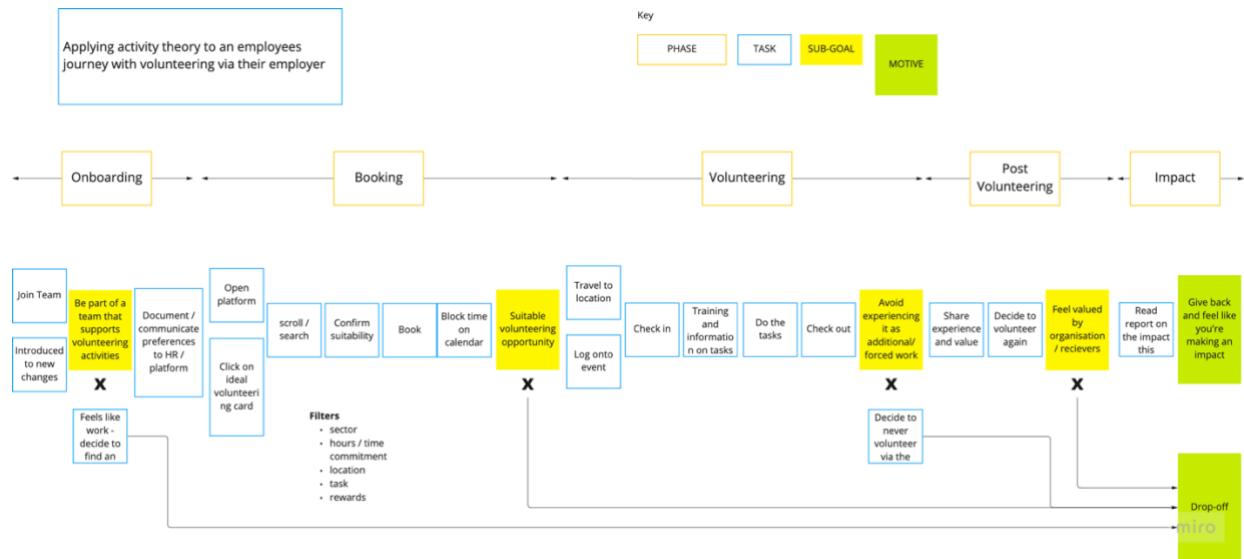 Applying activity theory to an employees
journey with volunteering via their employer
Key
PHASE
TASK
SUB-GOAL
MOTIVE
Onboarding
Booking
Volunteering
Post
Volunteering
Impact
Join Team
Introduced
to new
changes
Be part of a
team that
supports
volunteering
activities
X
Feels like
work -
decide to
find an
Document /
communicate
preferences
to HR /
platform
Open
platform
Click on
ideal
volunteeri
ng card
scroll /
search
Confirm
suitability
Book
Block time
on
calendar
Filters
• sector
• hours / time
commitment
• location
• task
• rewards
Suitable
volunteering
opportunity
X
Travel to
location
Log onto
event
Check in
Training
and
informatio
n on tasks
Do the
tasks
Check out
Avoid
experiencing
it as
additional/
forced work
X
Decide to
never
volunteer
via the
Share
experience
and value
Decide to
volunteer
again
Feel valued
by
organisation
/ recievers
X
Read
report on
the impact
this
Give back
and feel like
you're
making an
impact
Drop-off
miro